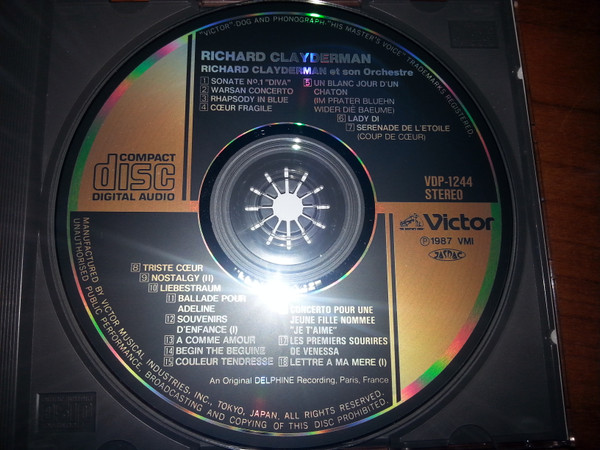 "VICTOR"-DOG AND PHONOGRAPH-"HIS MASTER'S VOICE" TRADEMARKS REGISTERED.
RICHARD CLAYDERMAN
RICHARD CLAYDERMAN et son Orchestre
1 SONATE Nº.1 "DIVA"
2 WARSAN CONCERTO
3 RHAPSODY IN BLUE
4 CŒUR FRAGILE
5 UN BLANC JOUR D'UN
CHATON
(IM PRATER BLUEHN
WIDER DIE BAEUME)
6 LADY DI
7 SERENADE DE L'ETOILE
(COUP DE CŒUR)
COMPACT
disc
DIGITAL AUDIO
VDP-1244
STEREO
Victor
℗1987 VMI
8 TRISTE CŒUR
9 NOSTALGY (II)
10 LIEBESTRAUM
11 BALLADE POUR
ADELINE
12 SOUVENIRS
D'ENFANCE (I)
13 A COMME AMOUR
14 BEGIN THE BEGUINE
15 COULEUR TENDRESSE
CONCERTO POUR UNE
JEUNE FILLE NOMMEE
"JE T'AIME"
17 LES PREMIERS SOURIRES
DE VENESSA
18 LETTRE A MA MERE (I)
An Original DELPHINE Recording, Paris, France
MANUFACTURED BY VICTOR MUSICAL INDUSTRIES, INC., TOKYO, JAPAN. ALL RIGHTS RESERVED.
UNAUTHORISED PUBLIC PERFORMANCE, BROADCASTING AND COPYING OF THIS DISC PROHIBITED.